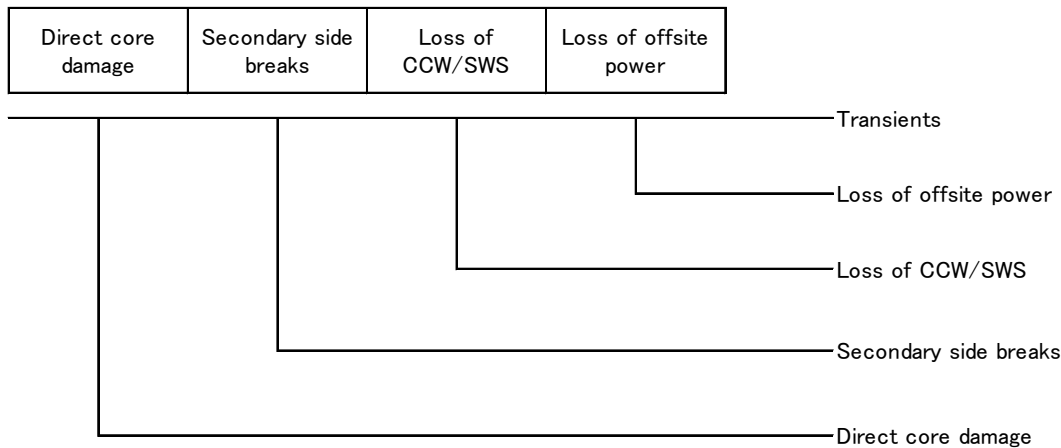 Direct core
damage
Secondary side
breaks
Loss of
CCW/SWS
Loss of offsite
power
Transients
Loss of offsite power
Loss of CCW/SWS
Secondary side breaks
Direct core damage